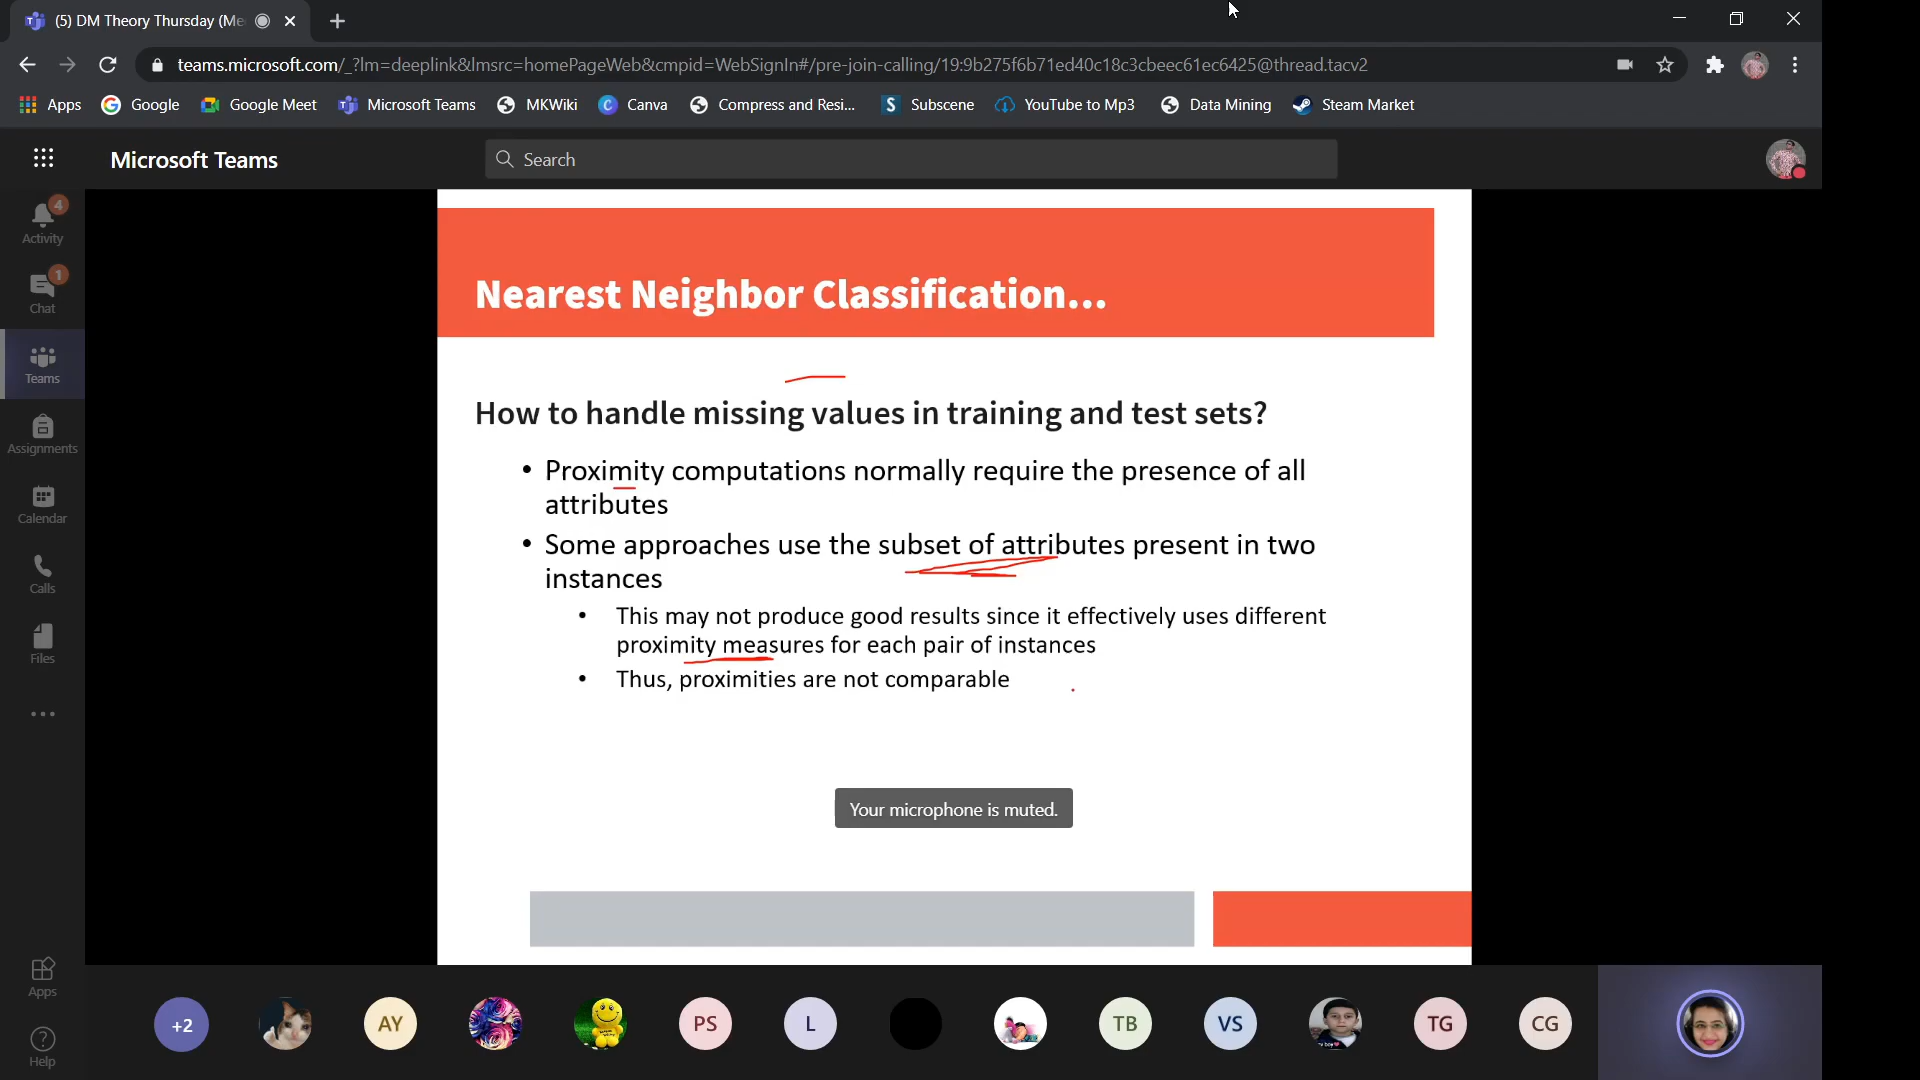 (5) DM Theory Thursday (Me
teams.microsoft.com/_?lm=deeplink&lmsrc=homePageWeb&cmpid=WebSignIn#/pre-join-calling/19:9b275f6b71ed40c18c3cbeec61ec6425@thread.tacv2
Apps Google Google Meet Microsoft Teams MKWiki Canva Compress and Resi... Subscene YouTube to Mp3 Data Mining Steam Market
Microsoft Teams
Search
4
Activity
1
Chat
Teams
Assignments
Calendar
Calls
Files
Apps
Help
Nearest Neighbor Classification...
How to handle missing values in training and test sets?
• Proximity computations normally require the presence of all
attributes
• Some approaches use the subset of attributes present in two
instances
• This may not produce good results since it effectively uses different
proximity measures for each pair of instances
• Thus, proximities are not comparable
Your microphone is muted.
+2 AY PS L TB VS TG CG